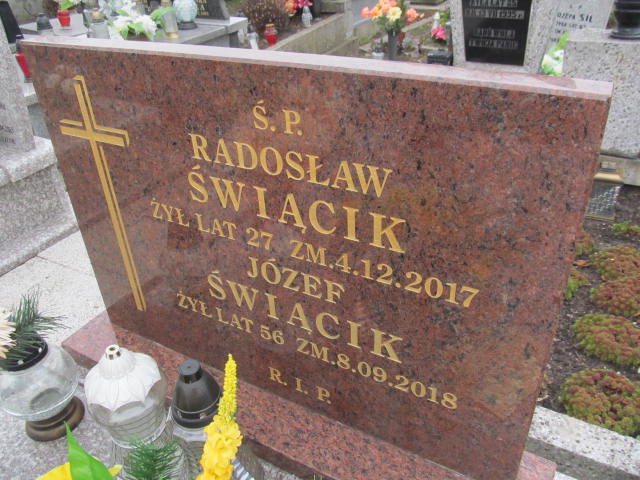 Ś. P.
RADOSŁAW
ŚWIĄCIK
ŻYŁ LAT 27 ZM.4.12.2017
JÓZEF
ŚWIĄCIK
ŻYŁ LAT 56 ZM.8.09.2018
R. I. P.